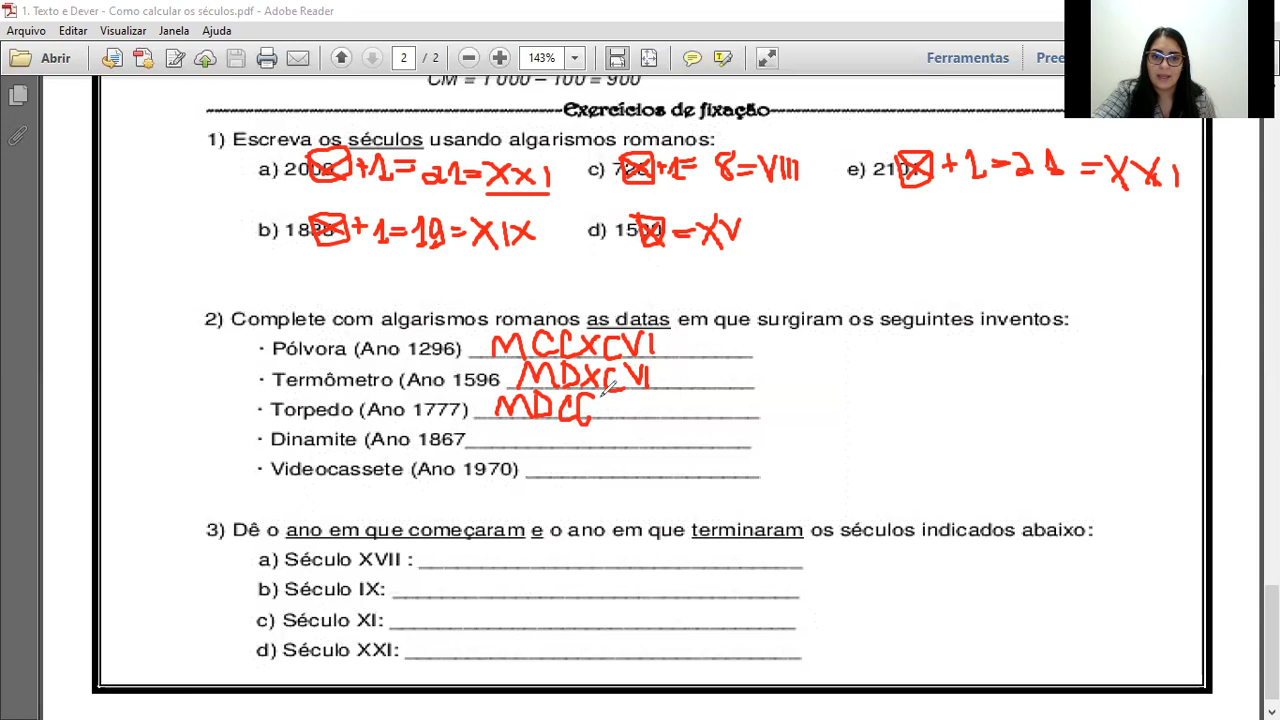 1. Texto e Dever - Como calcular os séculos.pdf - Adobe Reader
Arquivo Editar Visualizar Janela Ajuda
Abrir 2 / 2 143% Ferramentas Pree
CM = 1 000 – 100 = 900
Exercícios de fixação
1) Escreva os séculos usando algarismos romanos:
a) 20 +1= 21= XXI c) 7 +1= 8=VIII e) 21 +1=21 =XXI
b) 18 +1=19=XIX d) 15 =XV
2) Complete com algarismos romanos as datas em que surgiram os seguintes inventos:
· Pólvora (Ano 1296) MCCXCVI
· Termômetro (Ano 1596 MDXCVI
· Torpedo (Ano 1777) MDCC
· Dinamite (Ano 1867
· Videocassete (Ano 1970)
3) Dê o ano em que começaram e o ano em que terminaram os séculos indicados abaixo:
a) Século XVII :
b) Século IX:
c) Século XI:
d) Século XXI: